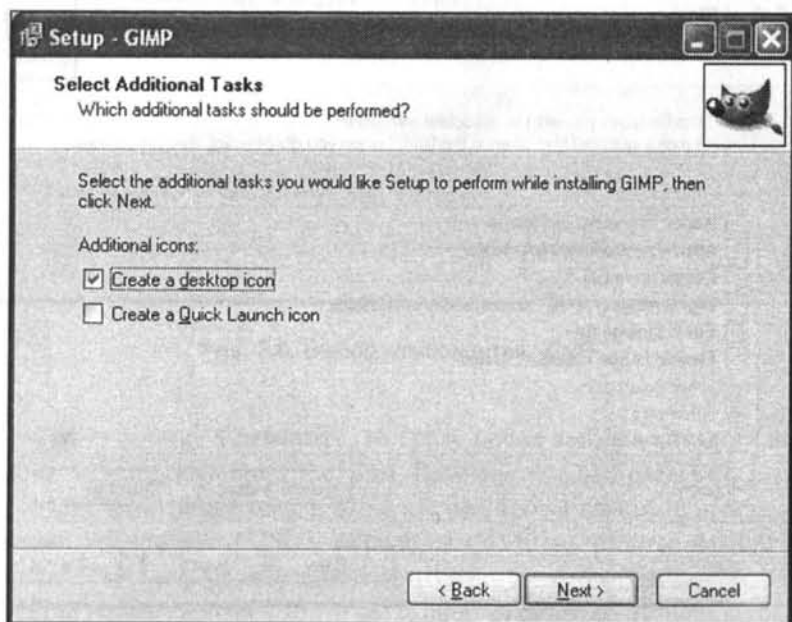 Setup - GIMP
Select Additional Tasks
Which additional tasks should be performed?
Select the additional tasks you would like Setup to perform while installing GIMP, then
click Next.
Additional icons:
Create a desktop icon
Create a Quick Launch icon
< Back
Next >
Cancel